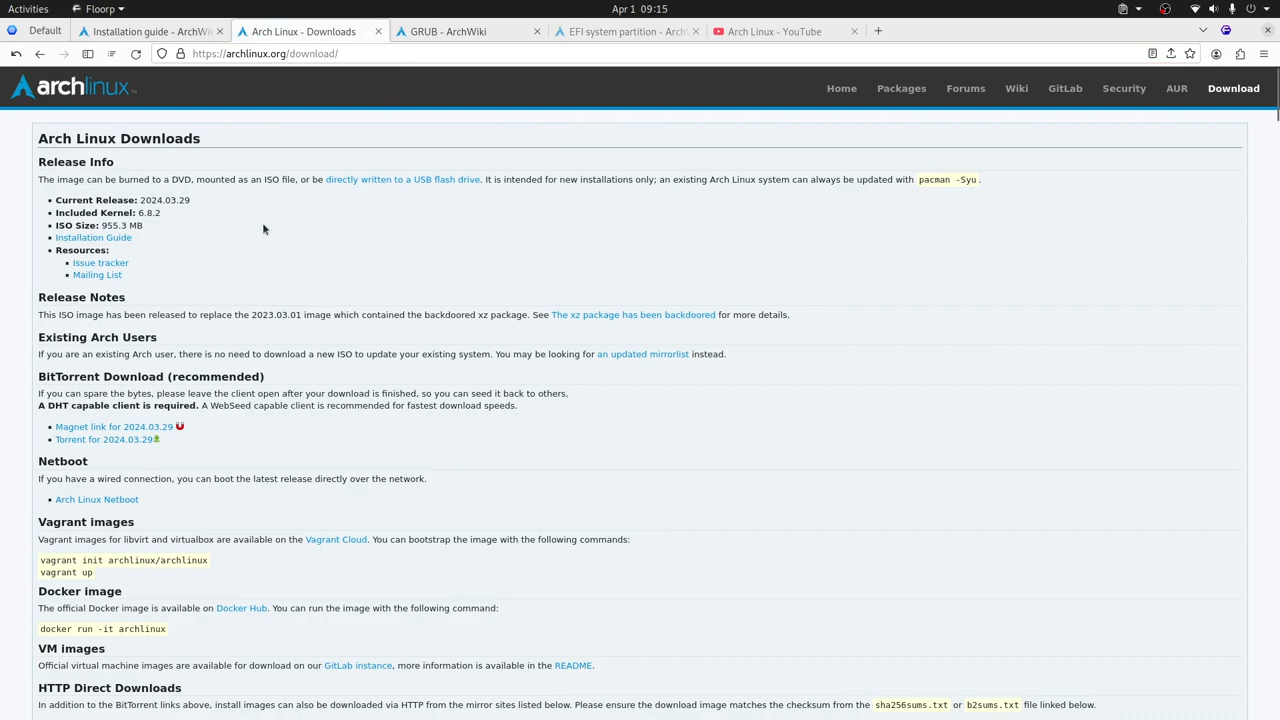 Activities Floorp Apr 1 09:15
Default Installation guide - ArchWi Arch Linux - Downloads GRUB - ArchWiki EFI system partition - Arch Arch Linux - YouTube
https://archlinux.org/download/
archlinux Home Packages Forums Wiki GitLab Security AUR Download
Arch Linux Downloads
Release Info
The image can be burned to a DVD, mounted as an ISO file, or be directly written to a USB flash drive. It is intended for new installations only; an existing Arch Linux system can always be updated with pacman -Syu.
Current Release: 2024.03.29
Included Kernel: 6.8.2
ISO Size: 955.3 MB
Installation Guide
Resources:
Issue tracker
Mailing List
Release Notes
This ISO image has been released to replace the 2023.03.01 image which contained the backdoored xz package. See The xz package has been backdoored for more details.
Existing Arch Users
If you are an existing Arch user, there is no need to download a new ISO to update your existing system. You may be looking for an updated mirrorlist instead.
BitTorrent Download (recommended)
If you can spare the bytes, please leave the client open after your download is finished, so you can seed it back to others.
A DHT capable client is required. A WebSeed capable client is recommended for fastest download speeds.
Magnet link for 2024.03.29
Torrent for 2024.03.29
Netboot
If you have a wired connection, you can boot the latest release directly over the network.
Arch Linux Netboot
Vagrant images
Vagrant images for libvirt and virtualbox are available on the Vagrant Cloud. You can bootstrap the image with the following commands:
vagrant init archlinux/archlinux
vagrant up
Docker image
The official Docker image is available on Docker Hub. You can run the image with the following command:
docker run -it archlinux
VM images
Official virtual machine images are available for download on our GitLab instance, more information is available in the README.
HTTP Direct Downloads
In addition to the BitTorrent links above, install images can also be downloaded via HTTP from the mirror sites listed below. Please ensure the download image matches the checksum from the sha256sums.txt or b2sums.txt file linked below.